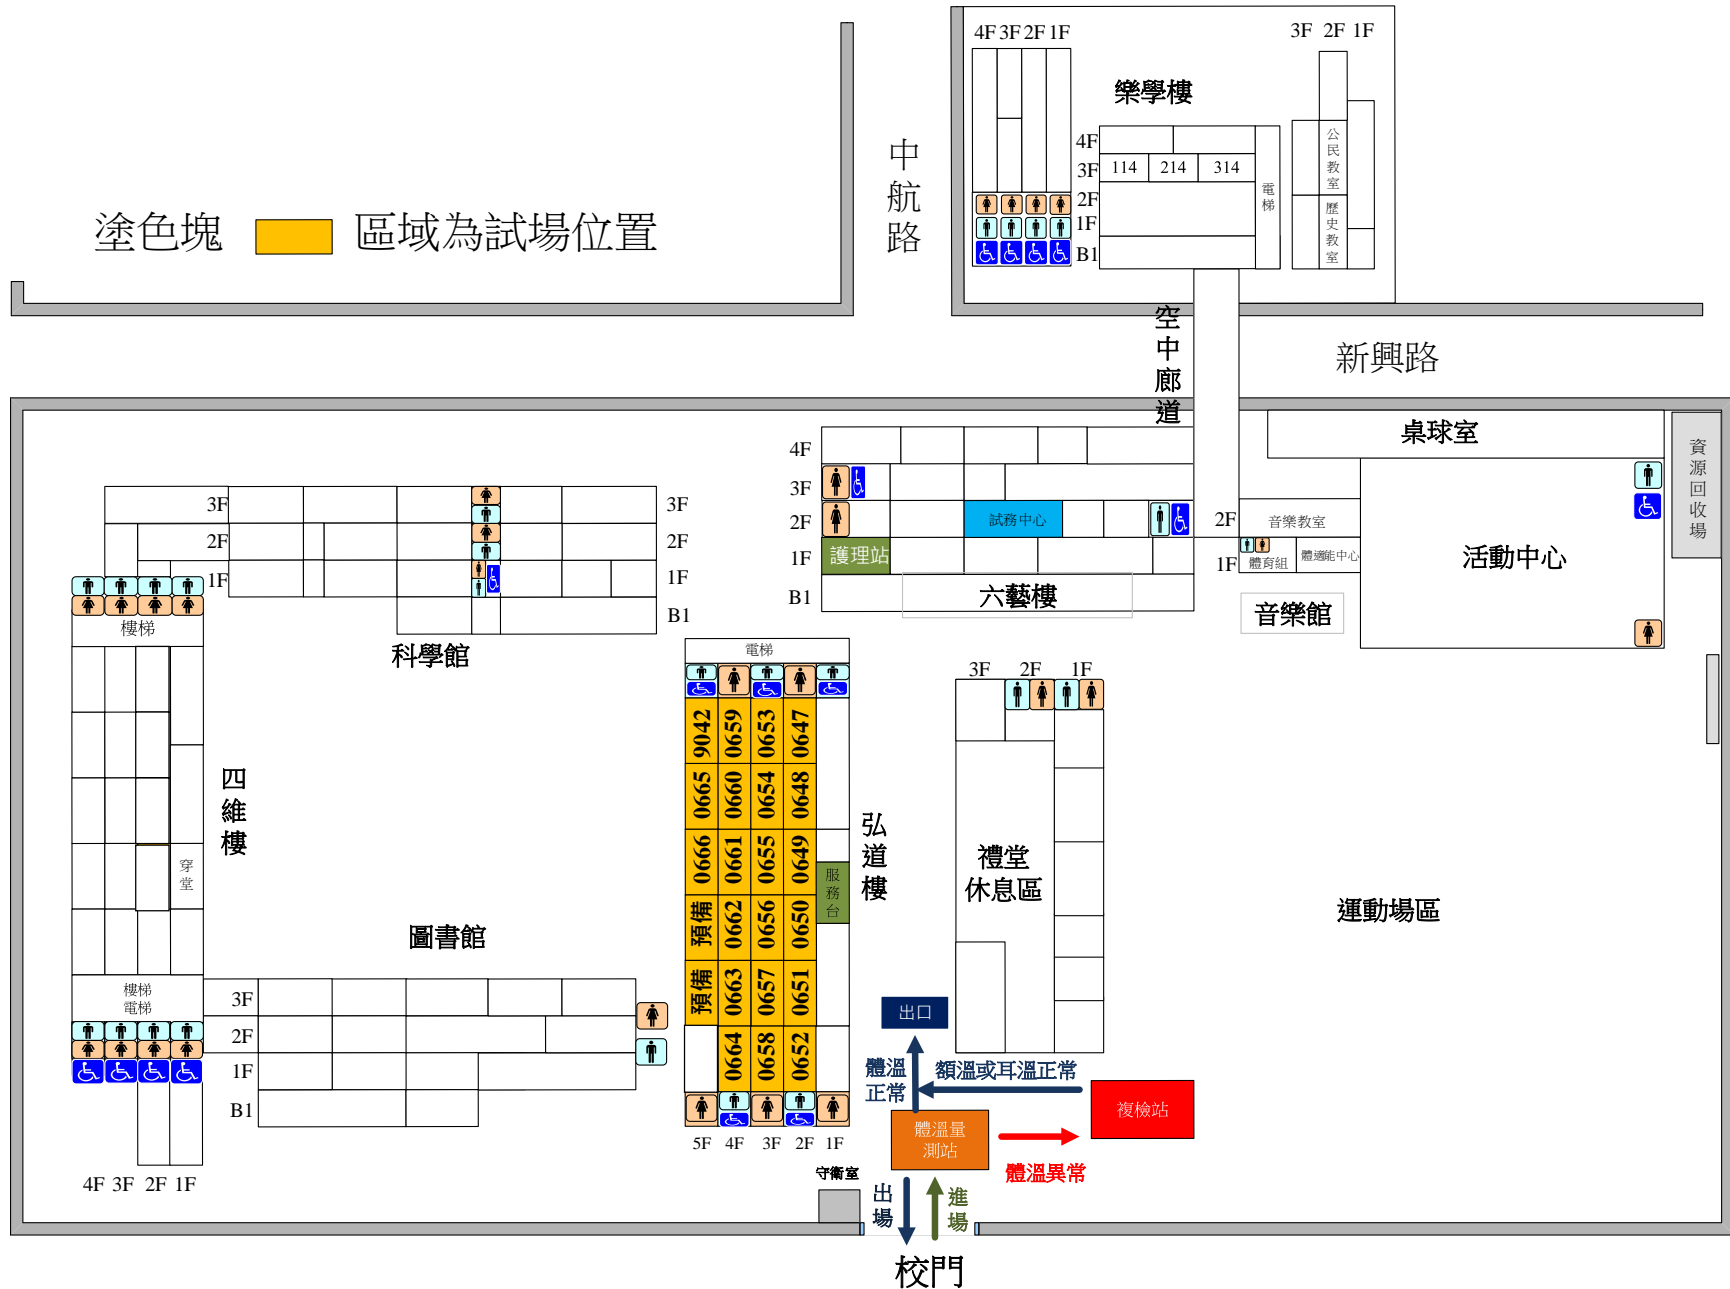 4F 3F 2F 1F
3F 2F 1F
樂學樓
4F
3F 114 214 314
2F
1F
B1
電梯
公民教室
歷史教室
中航路
塗色塊 區域為試場位置
空中廊道
新興路
4F
3F
2F 試務中心
1F 護理站
B1 六藝樓
桌球室
資源回收場
2F 音樂教室
1F 體育組 體適能中心
音樂館
活動中心
3F 3F
2F 2F
1F 1F
B1
科學館
樓梯
四維樓
穿堂
樓梯
電梯
4F 3F 2F 1F
圖書館
3F
2F
1F
B1
電梯
9042 0659 0653 0647
0665 0660 0654 0648
0666 0661 0655 0649
預備 0662 0656 0650
預備 0663 0657 0651
0664 0658 0652
服務台
5F 4F 3F 2F 1F
弘道樓
3F 2F 1F
禮堂
休息區
運動場區
出口
體溫
正常
額溫或耳溫正常
複檢站
體溫量
測站
體溫異常
守衛室
出場
進場
校門